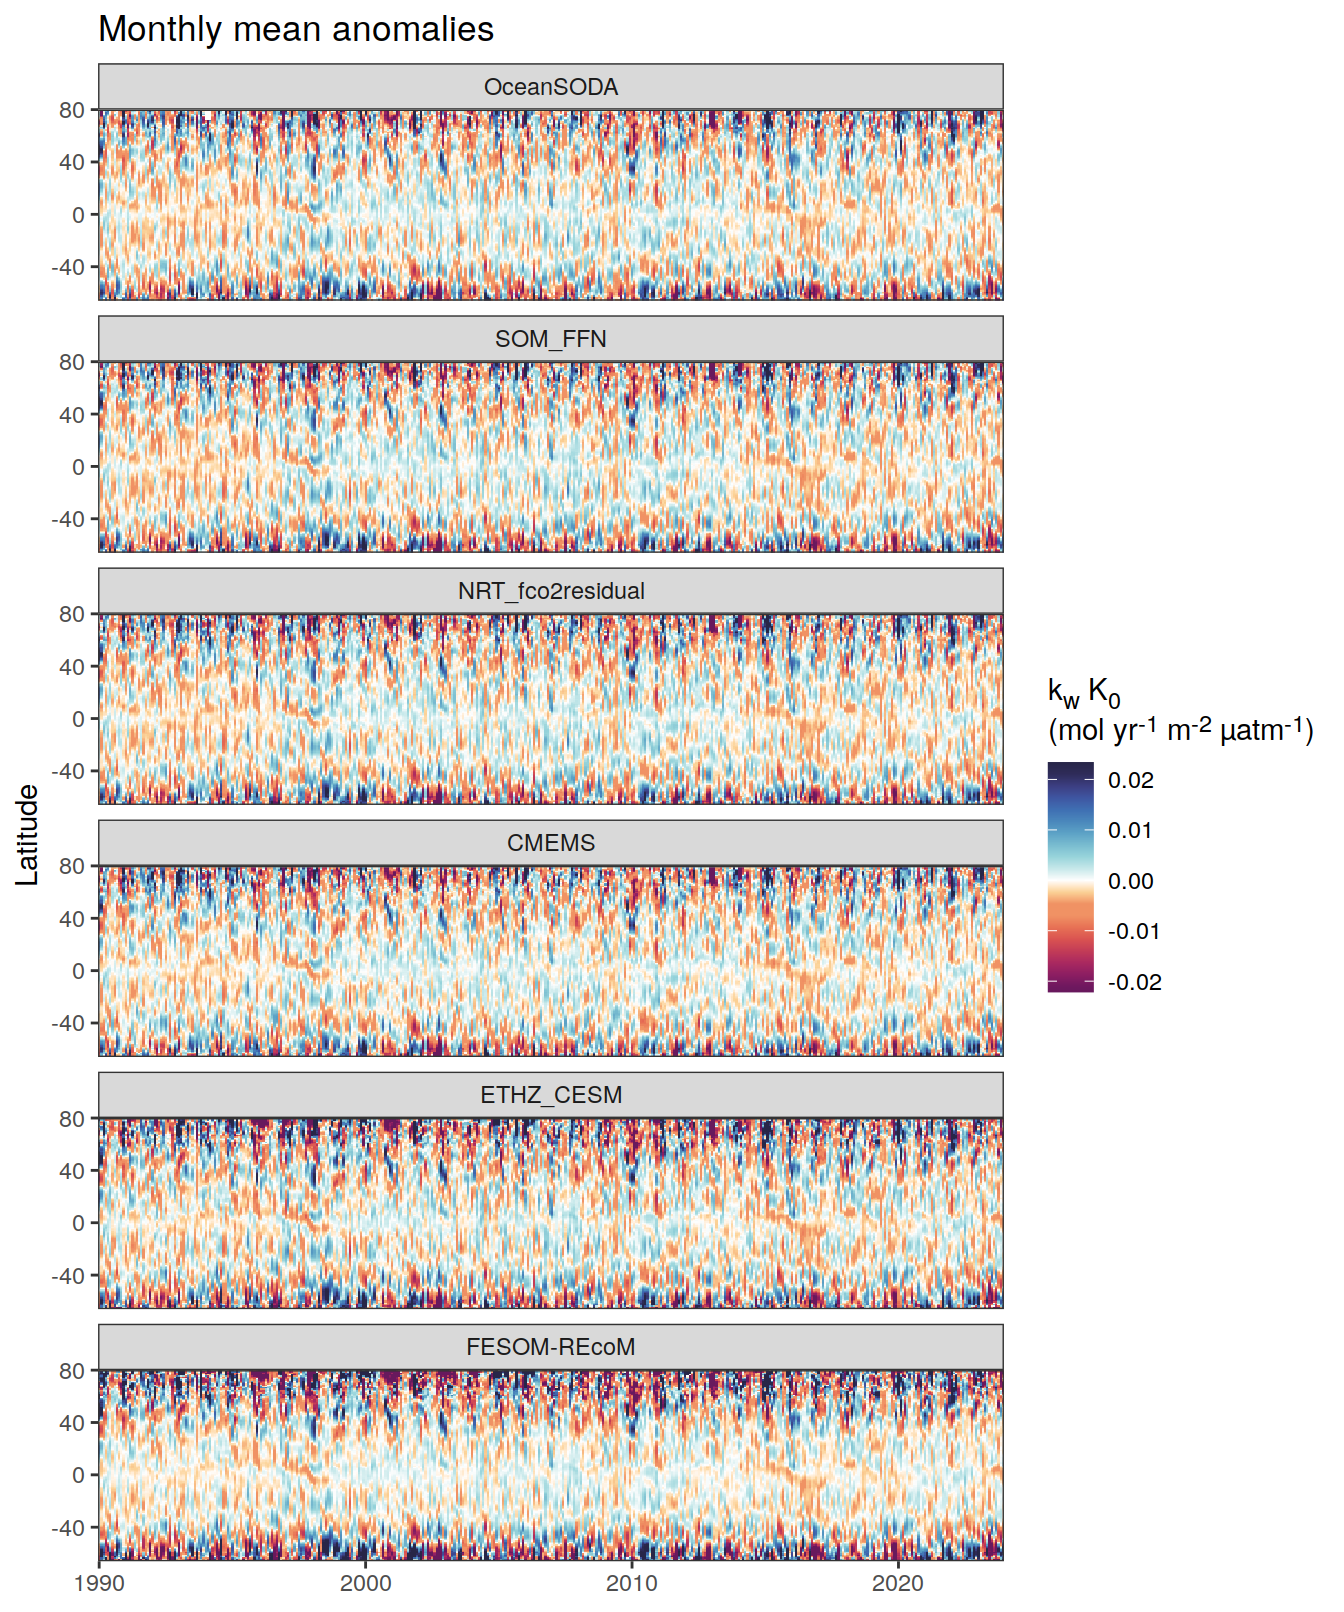 Monthly mean anomalies
OceanSODA
80
40
0
-40
SOM_FFN
80
40
0
-40
NRT_fco2residual
80
40
0
-40
CMEMS
80
40
0
-40
ETHZ_CESM
80
40
0
-40
FESOM-REcoM
80
40
0
-40
1990 2000 2010 2020
Latitude
kw K0
(mol yr-1 m-2 µatm-1)
0.02
0.01
0.00
-0.01
-0.02